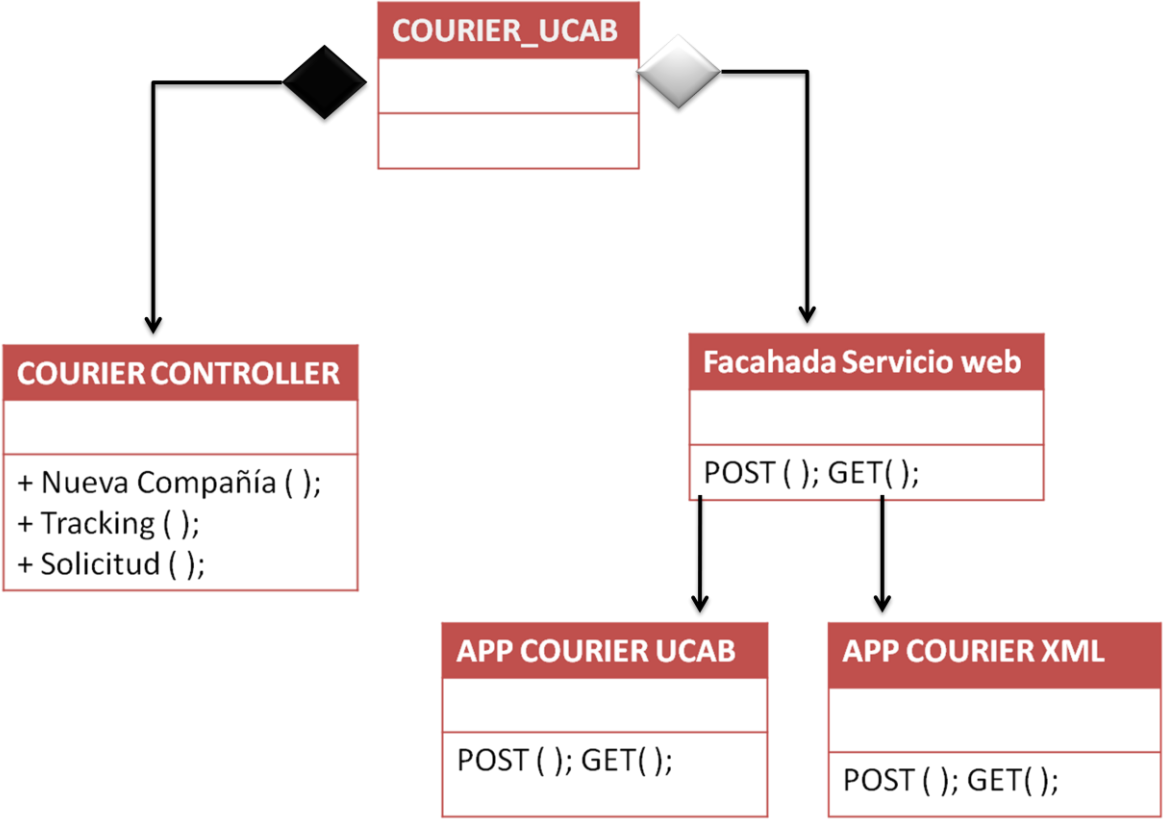 COURIER_UCAB
COURIER CONTROLLER
+ Nueva Compañía ( );
+ Tracking ( );
+ Solicitud ( );
Facahada Servicio web
POST ( ); GET( );
APP COURIER UCAB
POST ( ); GET( );
APP COURIER XML
POST ( ); GET( );